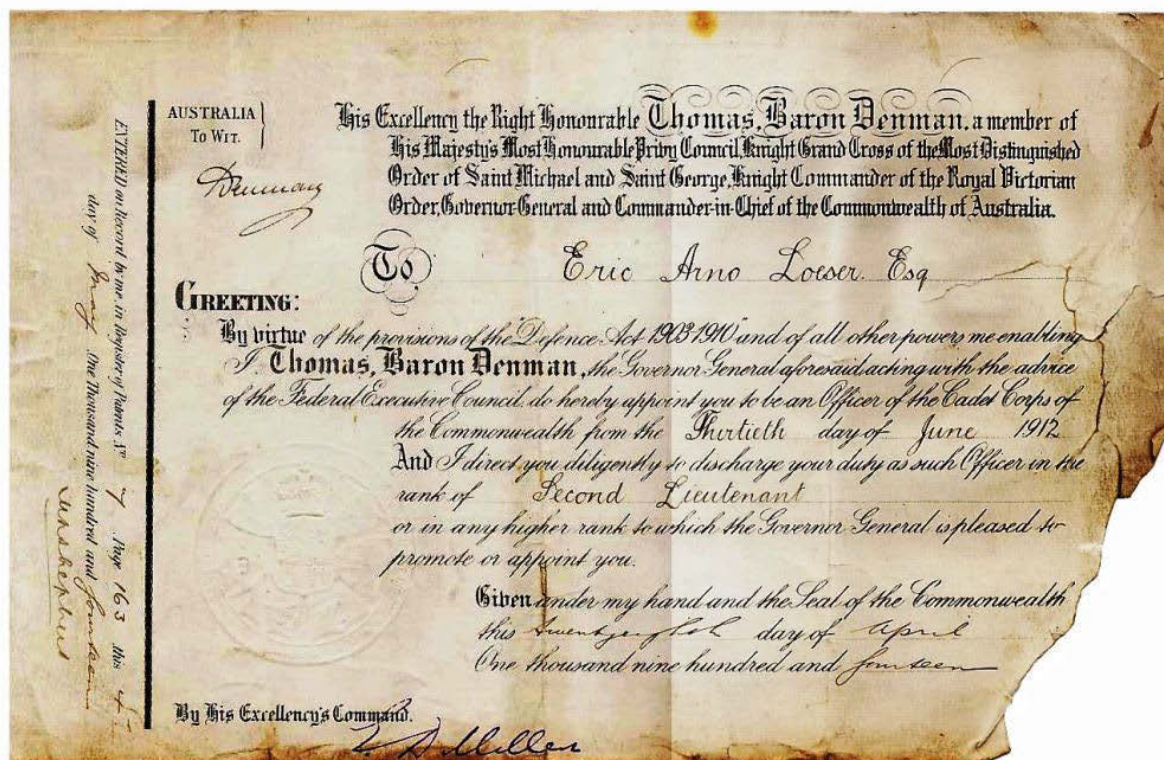 AUSTRALIA
To Wit.
Denman
His Excellency the Right Honourable Thomas, Baron Denman, a member of
His Majesty's Most Honourable Privy Council, Knight Grand Cross of the Most Distinguished
Order of Saint Michael and Saint George, Knight Commander of the Royal Victorian
Order, Governor-General and Commander-in-Chief of the Commonwealth of Australia.
To Eric Arno Loeser. Esq
GREETING:
By virtue of the provisions of the "Defence Act 1903-1910" and of all other powers me enabling
I, Thomas, Baron Denman, the Governor General aforesaid acting with the advice
of the Federal Executive Council do hereby appoint you to be an Officer of the Cadet Corps of
the Commonwealth from the Thirtieth day of June 1912
And I direct you diligently to discharge your duty as such Officer in the
rank of Second Lieutenant
or in any higher rank to which the Governor General is pleased to
promote or appoint you.
Given under my hand and the Seal of the Commonwealth
this twenty eighth day of April
One thousand nine hundred and fourteen
By His Excellency's Command.
E D Millen
ENTERED on Record by me, in Register of Patents No 7 Page 163 this 4th
day of May One Thousand nine hundred and fourteen